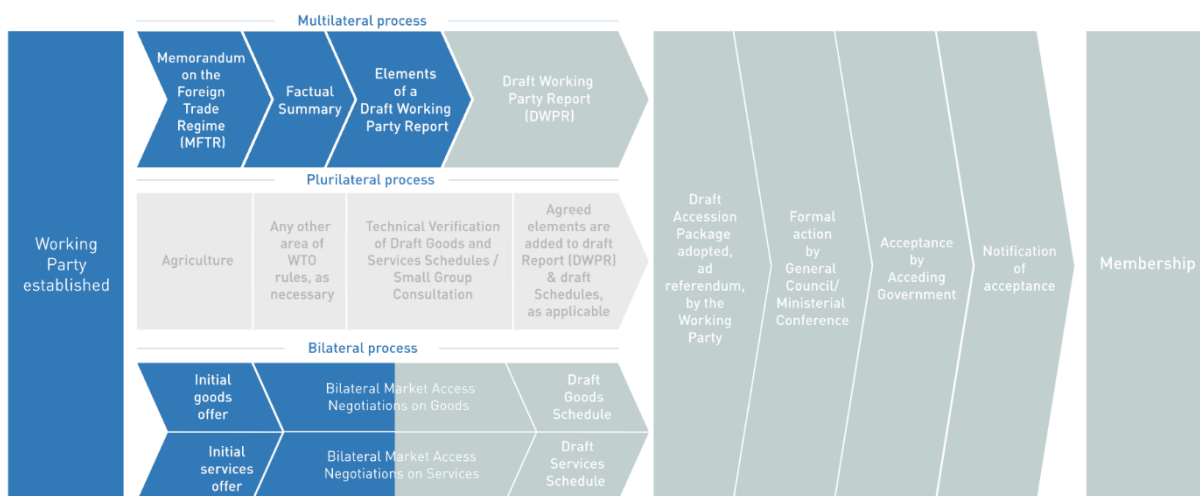 Working
Party
established
Multilateral process
Memorandum
on the
Foreign
Trade
Regime
(MFTR)
Factual
Summary
Elements
of a
Draft Working
Party Report
Draft Working
Party Report
(DWPR)
Plurilateral process
Agriculture
Any other
area of
WTO
rules, as
necessary
Technical Verification
of Draft Goods and
Services Schedules /
Small Group
Consultation
Agreed
elements are
added to draft
Report (DWPR)
& draft
Schedules,
as applicable
Bilateral process
Initial
goods
offer
Bilateral Market Access
Negotiations on Goods
Draft
Goods
Schedule
Initial
services
offer
Bilateral Market Access
Negotiations on Services
Draft
Services
Schedule
Draft
Accession
Package
adopted,
ad
referendum,
by the
Working
Party
Formal
action
by
General
Council/
Ministerial
Conference
Acceptance
by
Acceding
Government
Notification
of
acceptance
Membership